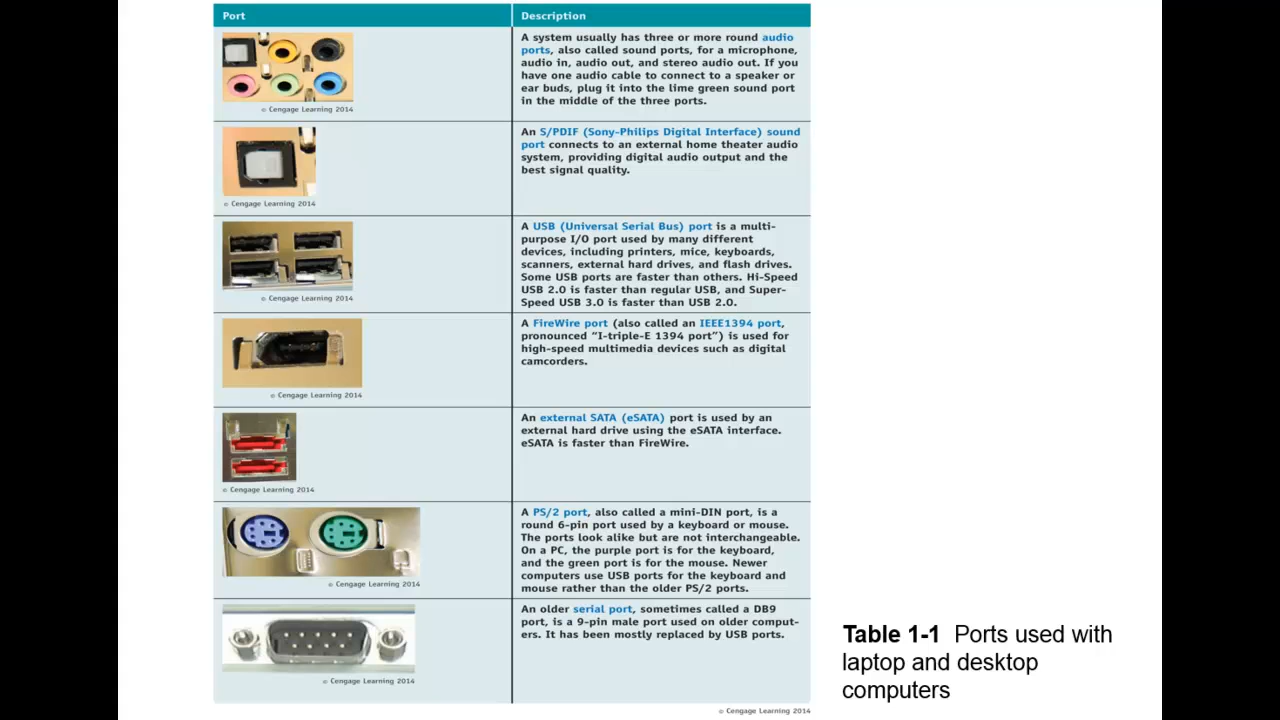 Port
Description
A system usually has three or more round audio
ports, also called sound ports, for a microphone,
audio in, audio out, and stereo audio out. If you
have one audio cable to connect to a speaker or
ear buds, plug it into the lime green sound port
in the middle of the three ports.
© Cengage Learning 2014
An S/PDIF (Sony-Philips Digital Interface) sound
port connects to an external home theater audio
system, providing digital audio output and the
best signal quality.
© Cengage Learning 2014
A USB (Universal Serial Bus) port is a multi-
purpose I/O port used by many different
devices, including printers, mice, keyboards,
scanners, external hard drives, and flash drives.
Some USB ports are faster than others. Hi-Speed
USB 2.0 is faster than regular USB, and Super-
Speed USB 3.0 is faster than USB 2.0.
© Cengage Learning 2014
A FireWire port (also called an IEEE1394 port,
pronounced “I-triple-E 1394 port”) is used for
high-speed multimedia devices such as digital
camcorders.
© Cengage Learning 2014
An external SATA (eSATA) port is used by an
external hard drive using the eSATA interface.
eSATA is faster than FireWire.
© Cengage Learning 2014
A PS/2 port, also called a mini-DIN port, is a
round 6-pin port used by a keyboard or mouse.
The ports look alike but are not interchangeable.
On a PC, the purple port is for the keyboard,
and the green port is for the mouse. Newer
computers use USB ports for the keyboard and
mouse rather than the older PS/2 ports.
© Cengage Learning 2014
An older serial port, sometimes called a DB9
port, is a 9-pin male port used on older comput-
ers. It has been mostly replaced by USB ports.
© Cengage Learning 2014
© Cengage Learning 2014
Table 1-1 Ports used with
laptop and desktop
computers